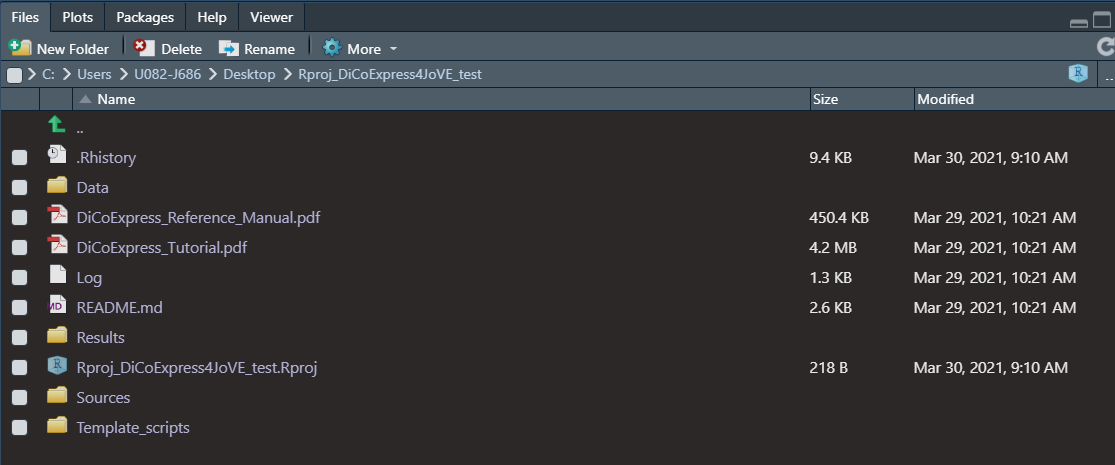 Files Plots Packages Help Viewer
New Folder Delete Rename More
C: Users U082-J686 Desktop Rproj_DiCoExpress4JoVE_test R ..
Name Size Modified
..
.Rhistory 9.4 KB Mar 30, 2021, 9:10 AM
Data
DiCoExpress_Reference_Manual.pdf 450.4 KB Mar 29, 2021, 10:21 AM
DiCoExpress_Tutorial.pdf 4.2 MB Mar 29, 2021, 10:21 AM
Log 1.3 KB Mar 29, 2021, 10:21 AM
MD README.md 2.6 KB Mar 29, 2021, 10:21 AM
Results
R Rproj_DiCoExpress4JoVE_test.Rproj 218 B Mar 30, 2021, 9:10 AM
Sources
Template_scripts